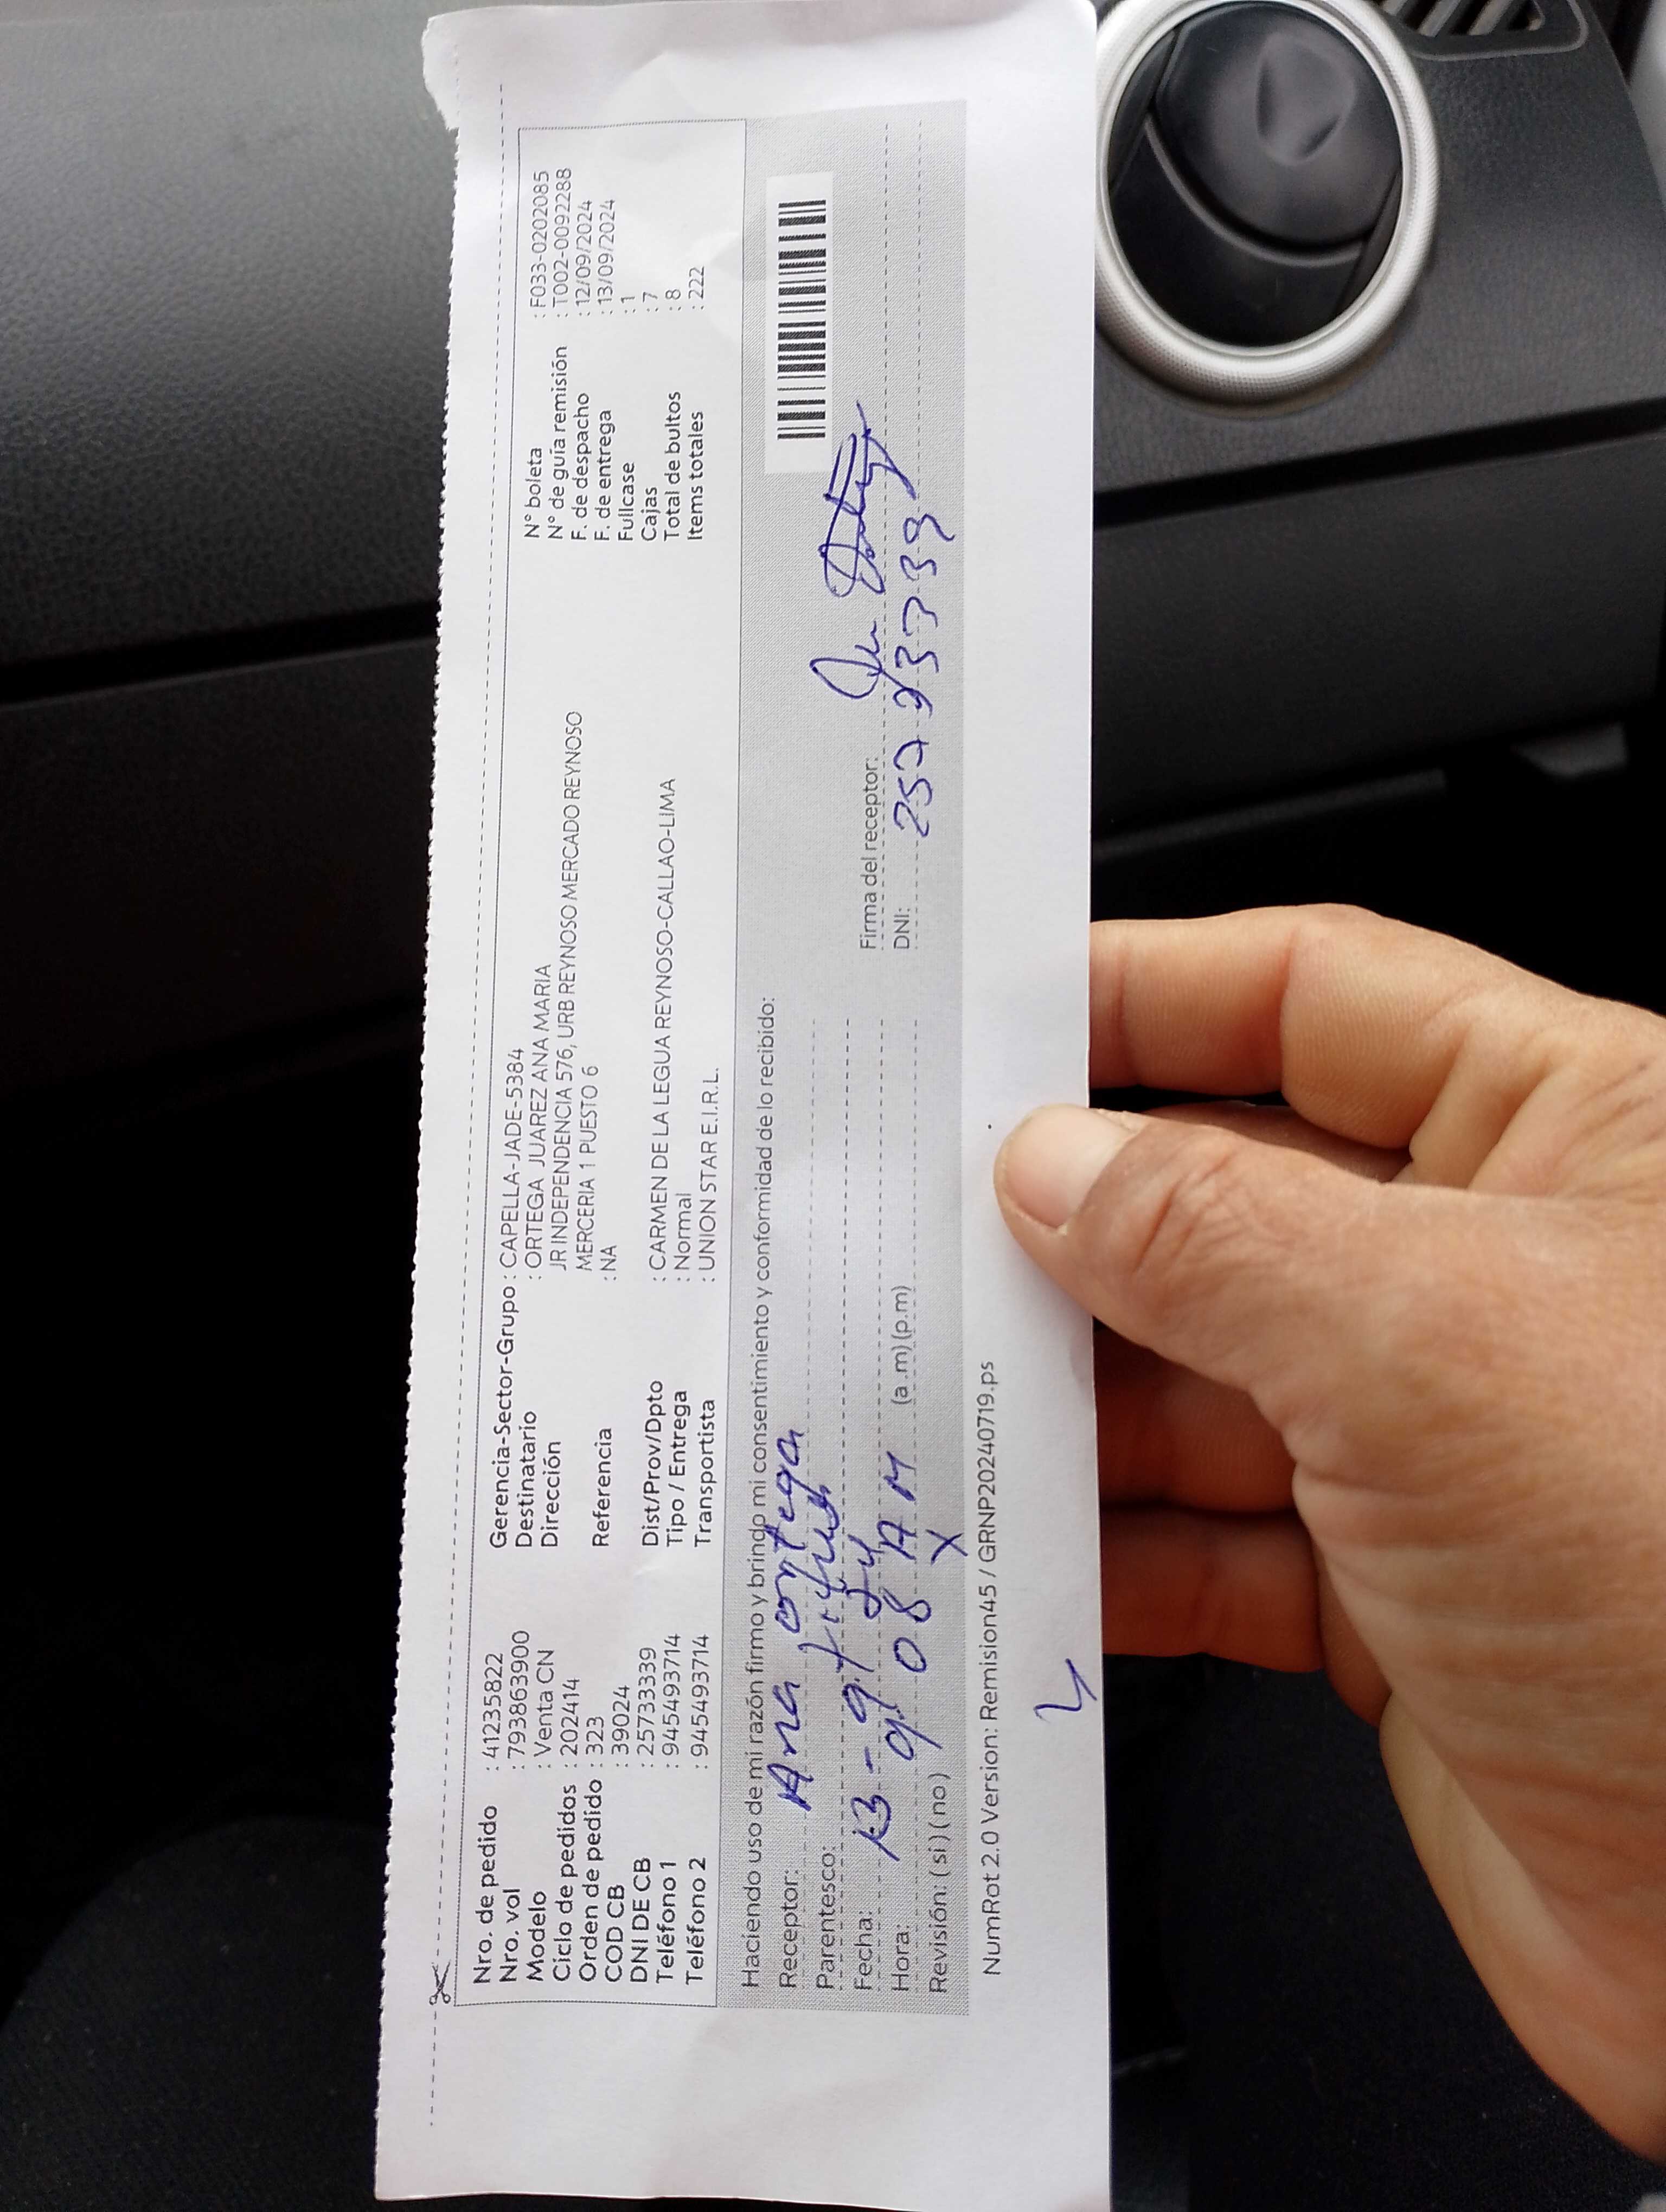 Nro. de pedido : 41235822
Nro. vol : 793863900
Modelo : Venta CN
Ciclo de pedidos : 202414
Orden de pedido : 323
COD CB : 39024
DNI DE CB : 25733339
Teléfono 1 : 945493714
Teléfono 2 : 945493714
Gerencia-Sector-Grupo : CAPELLA-JADE-5384
Destinatario : ORTEGA JUAREZ ANA MARIA
Dirección JR INDEPENDENCIA 576, URB REYNOSO MERCADO REYNOSO
MERCERIA 1 PUESTO 6
Referencia : NA
Dist/Prov/Dpto : CARMEN DE LA LEGUA REYNOSO-CALLAO-LIMA
Tipo / Entrega : Normal
Transportista : UNION STAR E.I.R.L.
N° boleta : F033-0202085
N° de guía remisión : T002-0092288
F. de despacho : 12/09/2024
F. de entrega : 13/09/2024
Fullcase : 1
Cajas : 7
Total de bultos : 8
Items totales : 222
Haciendo uso de mi razón firmo y brindo mi consentimiento y conformidad de lo recibido:
Receptor: Ana ortega
Parentesco:
Fecha: 13-9-24
Hora: 9:08 AM (a.m) (p.m)
Revisión: ( si ) ( no ) X
Firma del receptor:
DNI:
NumRot 2.0 Version: Remision45 / GRNP20240719.ps